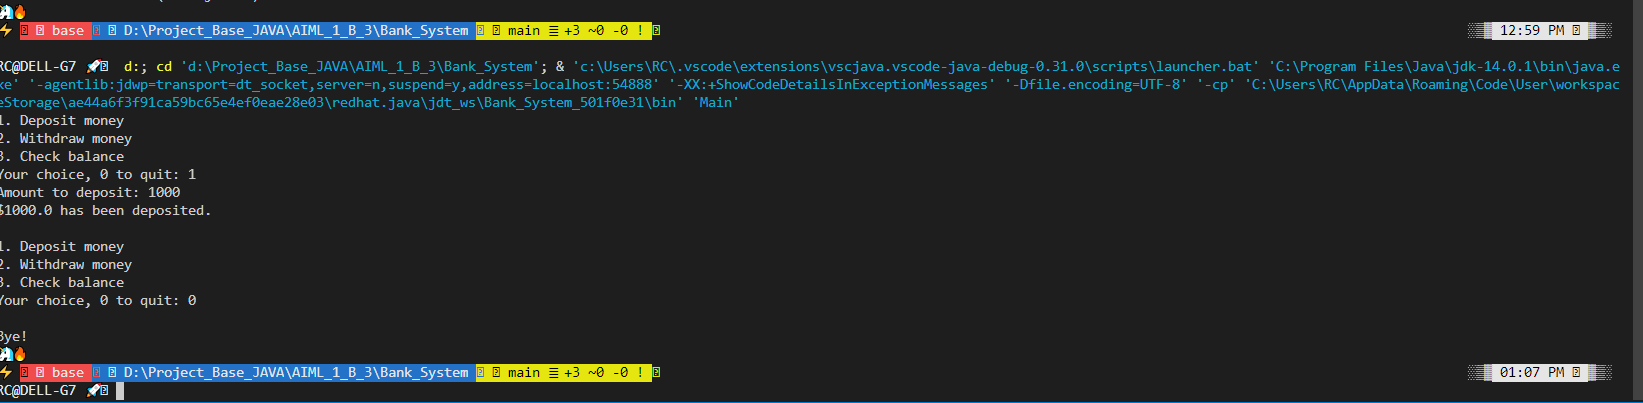 base D:\Project_Base_JAVA\AIML_1_B_3\Bank_System main ≣ +3 ~0 -0 ! 12:59 PM
RC@DELL-G7 d:; cd 'd:\Project_Base_JAVA\AIML_1_B_3\Bank_System'; & 'c:\Users\RC\.vscode\extensions\vscjava.vscode-java-debug-0.31.0\scripts\launcher.bat' 'C:\Program Files\Java\jdk-14.0.1\bin\java.e
xe' '-agentlib:jdwp=transport=dt_socket,server=n,suspend=y,address=localhost:54888' '-XX:+ShowCodeDetailsInExceptionMessages' '-Dfile.encoding=UTF-8' '-cp' 'C:\Users\RC\AppData\Roaming\Code\User\workspac
eStorage\ae44a6f3f91ca59bc65e4ef0eae28e03\redhat.java\jdt_ws\Bank_System_501f0e31\bin' 'Main'
1. Deposit money
2. Withdraw money
3. Check balance
Your choice, 0 to quit: 1
Amount to deposit: 1000
$1000.0 has been deposited.
1. Deposit money
2. Withdraw money
3. Check balance
Your choice, 0 to quit: 0
Bye!
base D:\Project_Base_JAVA\AIML_1_B_3\Bank_System main ≣ +3 ~0 -0 ! 01:07 PM
RC@DELL-G7